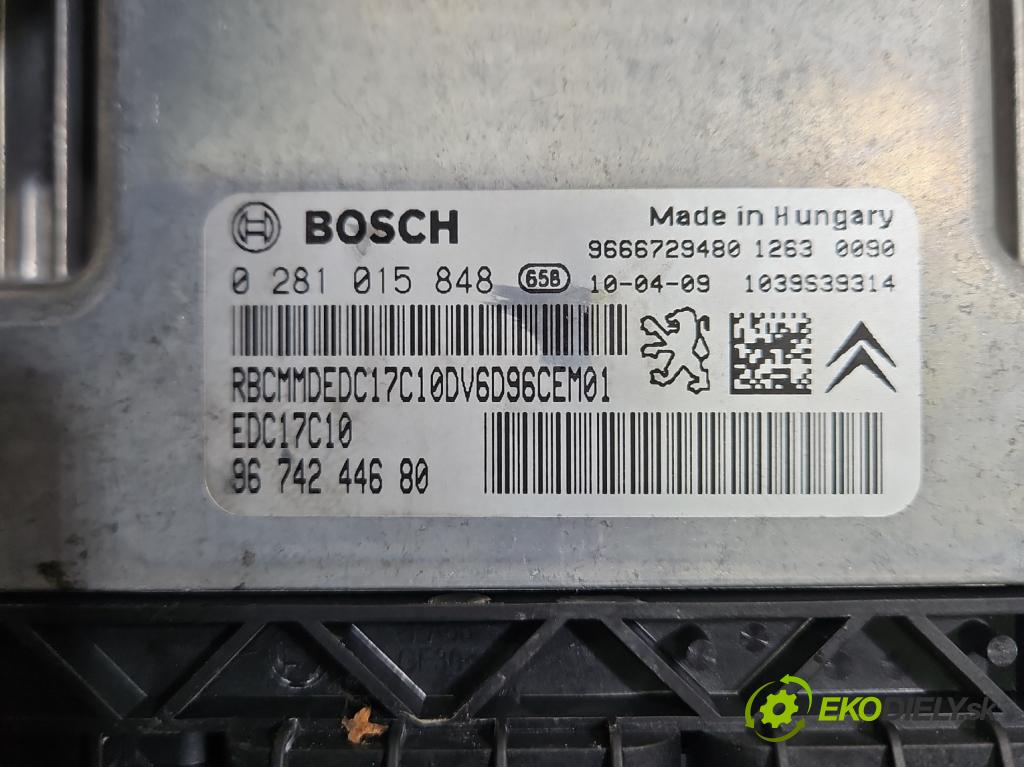 BOSCH
Made in Hungary
9666729480 1263 0090
0 281 015 848 658
10-04-09 1039S39314
RBCMMDEDC17C10DV6D96CEM01
EDC17C10
96 742 446 80
EKODIELY.sk